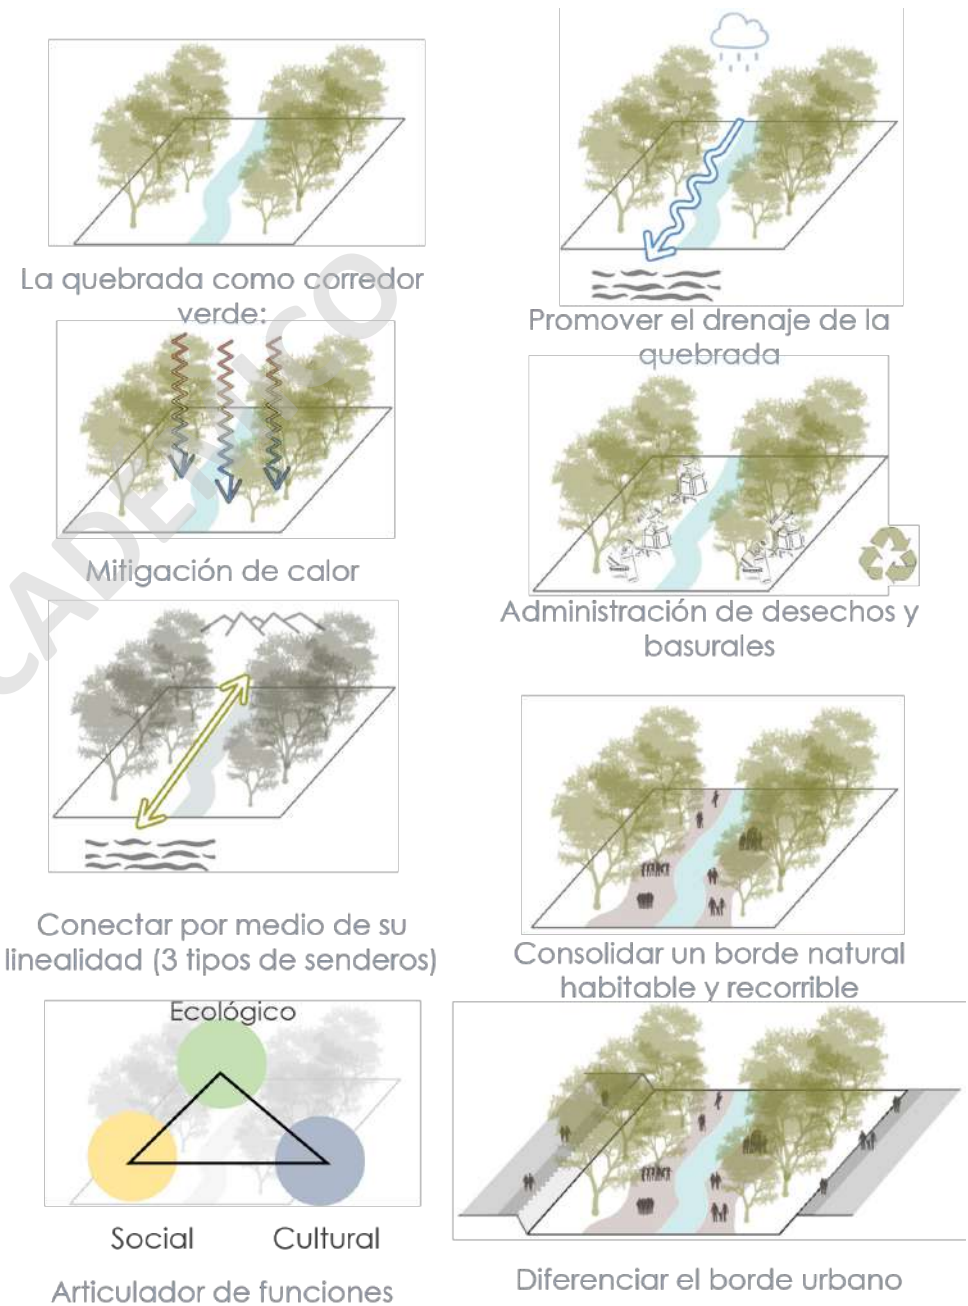 La quebrada como corredor
verde:
Promover el drenaje de la
quebrada
Mitigación de calor
Administración de desechos y
basurales
Conectar por medio de su
linealidad (3 tipos de senderos)
Consolidar un borde natural
habitable y recorrible
Ecológico
Social
Cultural
Articulador de funciones
Diferenciar el borde urbano
CADÉMICO